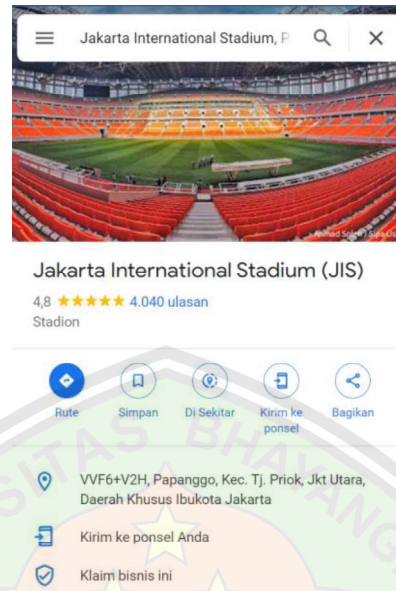 Jakarta International Stadium, P
Jakarta International Stadium (JIS)
4,8 ★★★★★ 4.040 ulasan
Stadion
Rute
Simpan
Di Sekitar
Kirim ke
ponsel
Bagikan
VVF6+V2H, Papanggo, Kec. Tj. Priok, Jkt Utara,
Daerah Khusus Ibukota Jakarta
Kirim ke ponsel Anda
Klaim bisnis ini